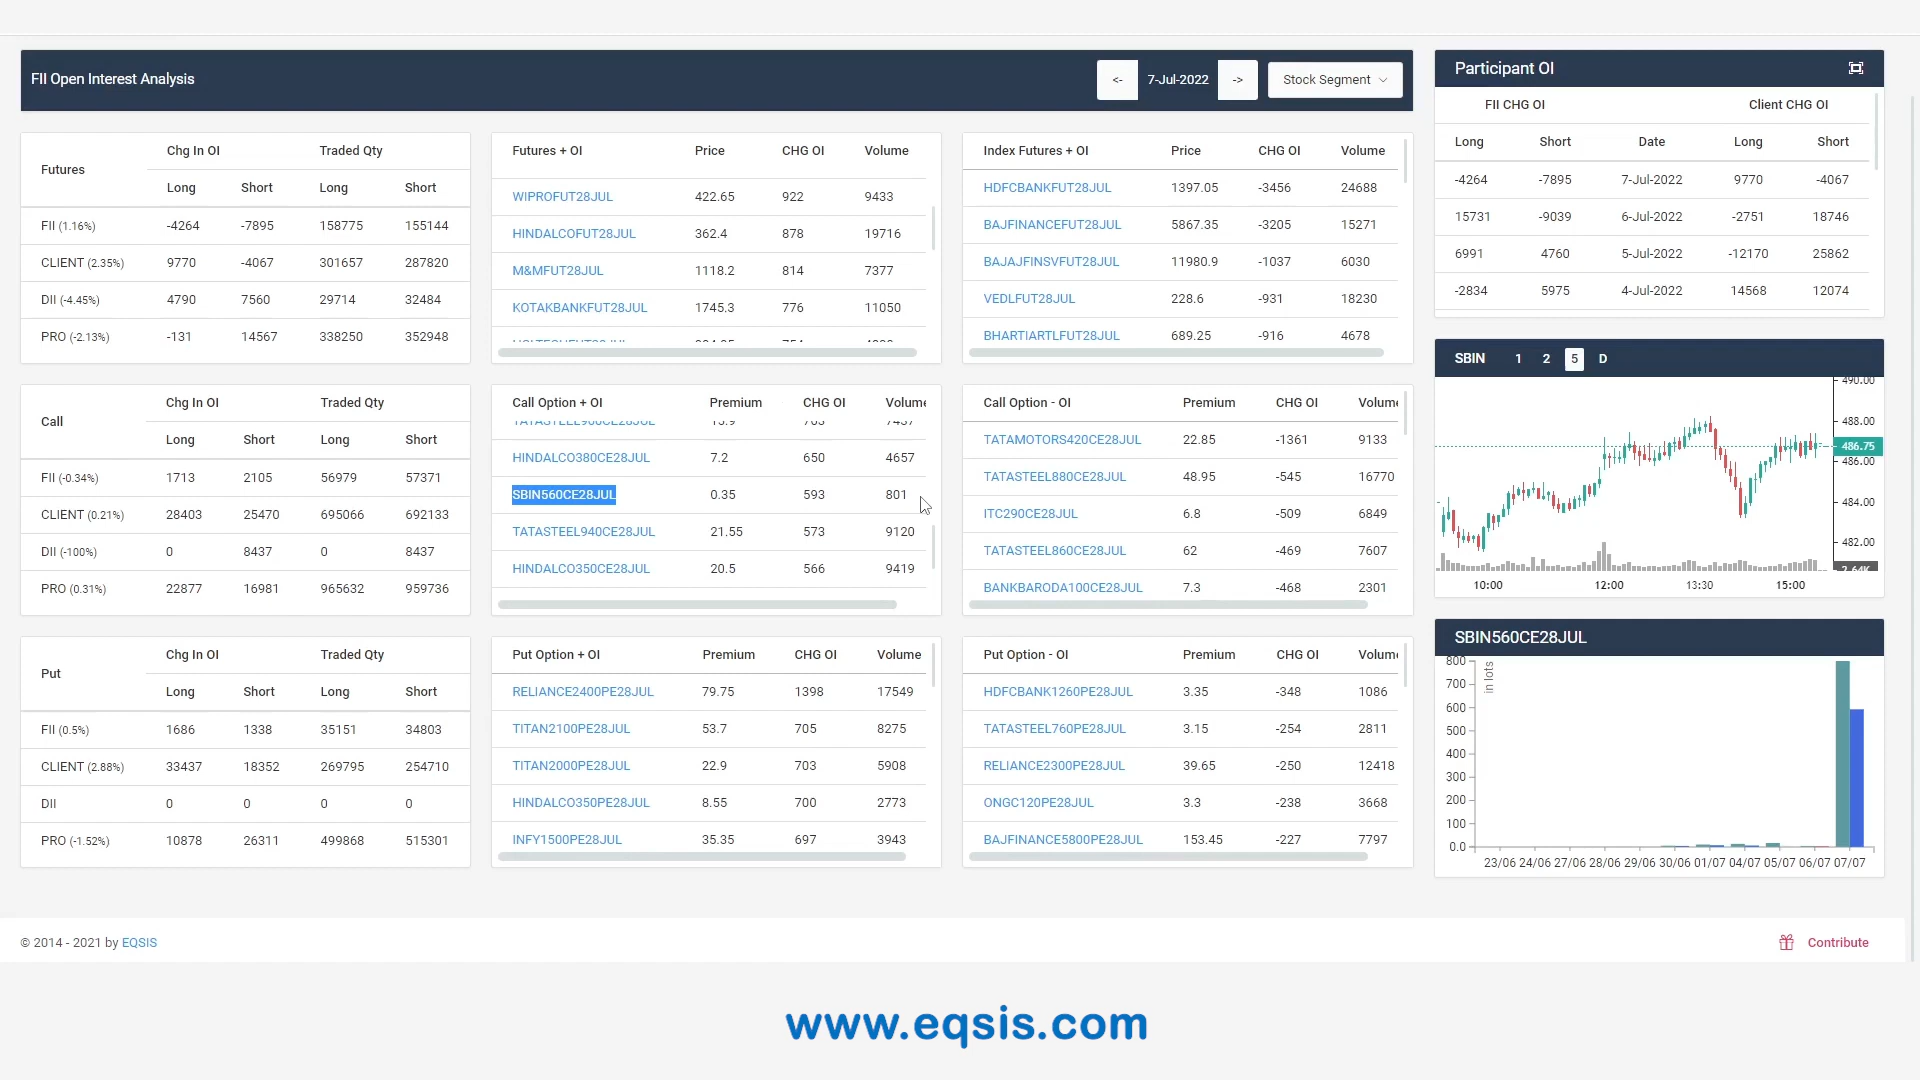 FII Open Interest Analysis
<- 7-Jul-2022 -> Stock Segment
Futures Chg In OI Traded Qty
Long Short Long Short
FII (1.16%) -4264 -7895 158775 155144
CLIENT (2.35%) 9770 -4067 301657 287820
DII (-4.45%) 4790 7560 29714 32484
PRO (-2.13%) -131 14567 338250 352948
Futures + OI Price CHG OI Volume
WIPROFUT28JUL 422.65 922 9433
HINDALCOFUT28JUL 362.4 878 19716
M&MFUT28JUL 1118.2 814 7377
KOTAKBANKFUT28JUL 1745.3 776 11050
Index Futures + OI Price CHG OI Volume
HDFCBANKFUT28JUL 1397.05 -3456 24688
BAJFINANCEFUT28JUL 5867.35 -3205 15271
BAJAJFINSVFUT28JUL 11980.9 -1037 6030
VEDLFUT28JUL 228.6 -931 18230
BHARTIARTLFUT28JUL 689.25 -916 4678
Call Chg In OI Traded Qty
Long Short Long Short
FII (-0.34%) 1713 2105 56979 57371
CLIENT (0.21%) 28403 25470 695066 692133
DII (-100%) 0 8437 0 8437
PRO (0.31%) 22877 16981 965632 959736
Call Option + OI Premium CHG OI Volume
HINDALCO380CE28JUL 7.2 650 4657
SBIN560CE28JUL 0.35 593 801
TATASTEEL940CE28JUL 21.55 573 9120
HINDALCO350CE28JUL 20.5 566 9419
Call Option - OI Premium CHG OI Volume
TATAMOTORS420CE28JUL 22.85 -1361 9133
TATASTEEL880CE28JUL 48.95 -545 16770
ITC290CE28JUL 6.8 -509 6849
TATASTEEL860CE28JUL 62 -469 7607
BANKBARODA100CE28JUL 7.3 -468 2301
Put Chg In OI Traded Qty
Long Short Long Short
FII (0.5%) 1686 1338 35151 34803
CLIENT (2.88%) 33437 18352 269795 254710
DII 0 0 0 0
PRO (-1.52%) 10878 26311 499868 515301
Put Option + OI Premium CHG OI Volume
RELIANCE2400PE28JUL 79.75 1398 17549
TITAN2100PE28JUL 53.7 705 8275
TITAN2000PE28JUL 22.9 703 5908
HINDALCO350PE28JUL 8.55 700 2773
INFY1500PE28JUL 35.35 697 3943
Put Option - OI Premium CHG OI Volume
HDFCBANK1260PE28JUL 3.35 -348 1086
TATASTEEL760PE28JUL 3.15 -254 2811
RELIANCE2300PE28JUL 39.65 -250 12418
ONGC120PE28JUL 3.3 -238 3668
BAJFINANCE5800PE28JUL 153.45 -227 7797
Participant OI
FII CHG OI Client CHG OI
Long Short Date Long Short
-4264 -7895 7-Jul-2022 9770 -4067
15731 -9039 6-Jul-2022 -2751 18746
6991 4760 5-Jul-2022 -12170 25862
-2834 5975 4-Jul-2022 14568 12074
SBIN 1 2 5 D
490.00
488.00
486.75
486.00
484.00
482.00
2.64K
10:00 12:00 13:30 15:00
SBIN560CE28JUL
in lots
800
700
600
500
400
300
200
100
0.0
23/06 24/06 27/06 28/06 29/06 30/06 01/07 04/07 05/07 06/07 07/07
© 2014 - 2021 by EQSIS
Contribute
www.eqsis.com